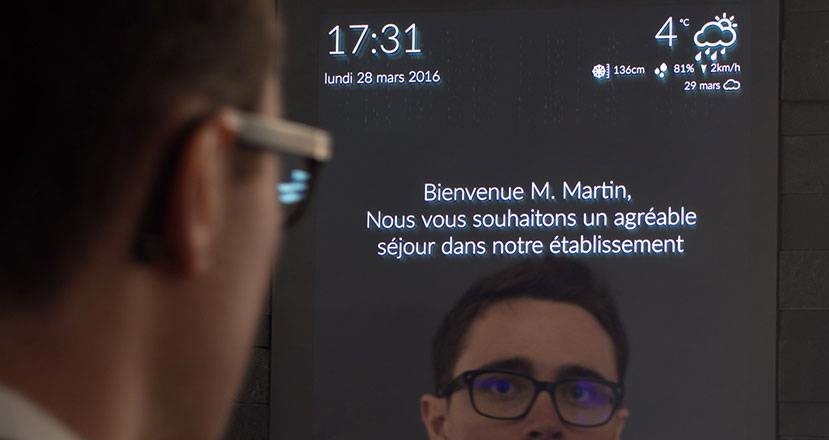 17:31
4°C
lundi 28 mars 2016
136cm 81% 2km/h
29 mars
Bienvenue M. Martin,
Nous vous souhaitons un agréable
séjour dans notre établissement